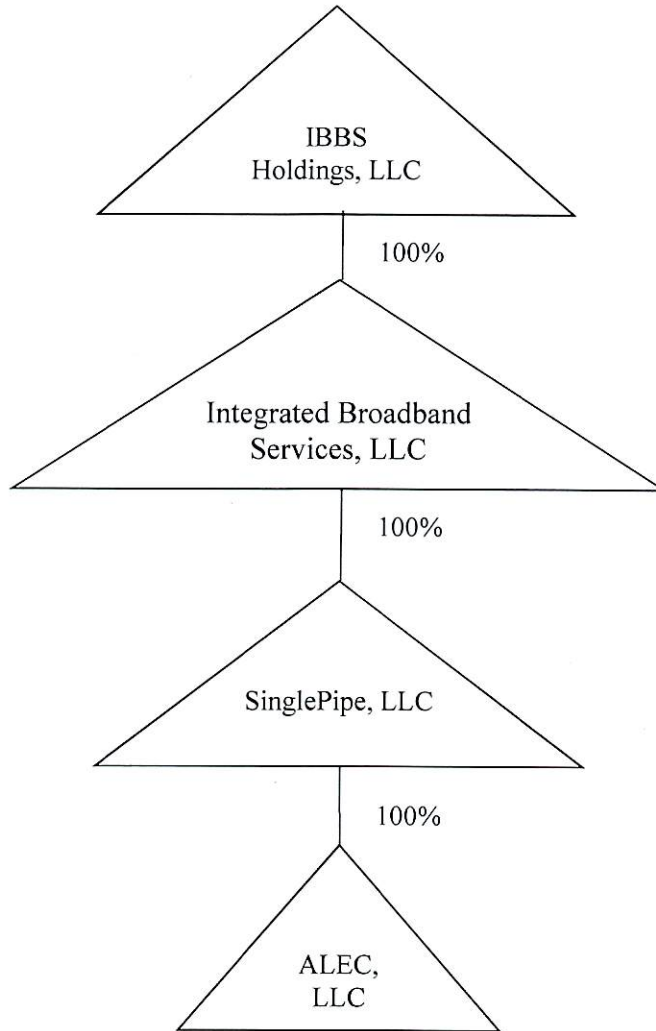 IBBS
Holdings, LLC
100%
Integrated Broadband
Services, LLC
100%
SinglePipe, LLC
100%
ALEC,
LLC